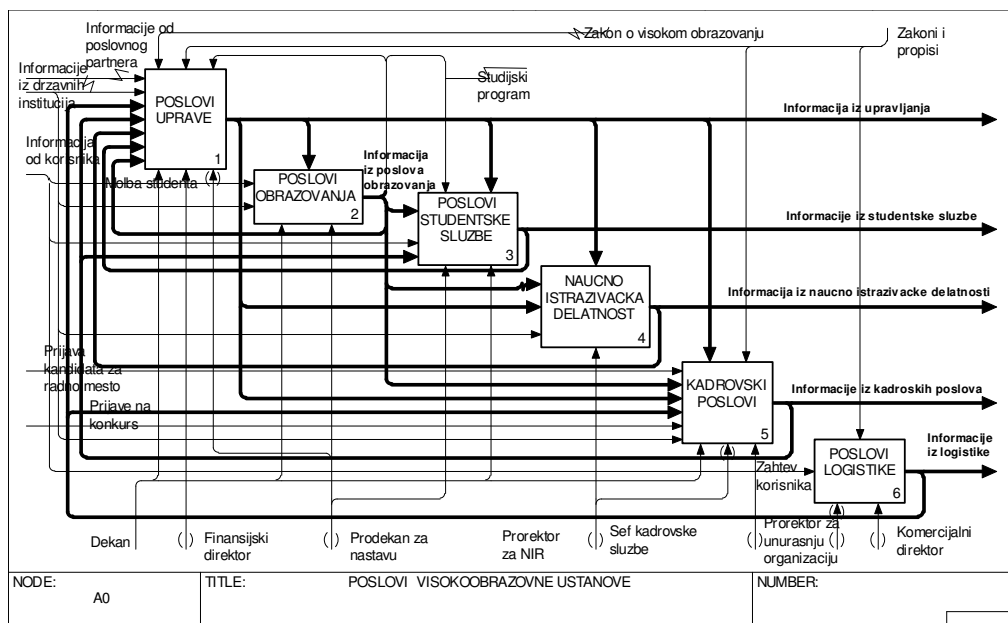 Informacije od
poslovnog
partnera
Zakon o visokom obrazovanju
Zakoni i
propisi
Informacije
iz drzavnih
institucija
Studijski
program
POSLOVI
UPRAVE
1
Informacija iz upravljanja
Informacija
od korisnika
Molba studenta
Informacija
iz poslova
obrazovanja
POSLOVI
OBRAZOVANJA
2
POSLOVI
STUDENTSKE
SLUZBE
3
Informacije iz studentske sluzbe
NAUCNO
ISTRAZIVACKA
DELATNOST
4
Informacija iz naucno istrazivacke delatnosti
Prijava
kandidata za
radno mesto
KADROVSKI
POSLOVI
5
Informacije iz kadroskih poslova
Prijave na
konkurs
Informacije
iz logistike
Zahtev
korisnika
POSLOVI
LOGISTIKE
6
Dekan
Finansijski
direktor
Prodekan za
nastavu
Prorektor
za NIR
Sef kadrovske
sluzbe
Prorektor za
unurasnju
organizaciju
Komercijalni
direktor
NODE:
A0
TITLE:
POSLOVI VISOKOOBRAZOVNE USTANOVE
NUMBER: